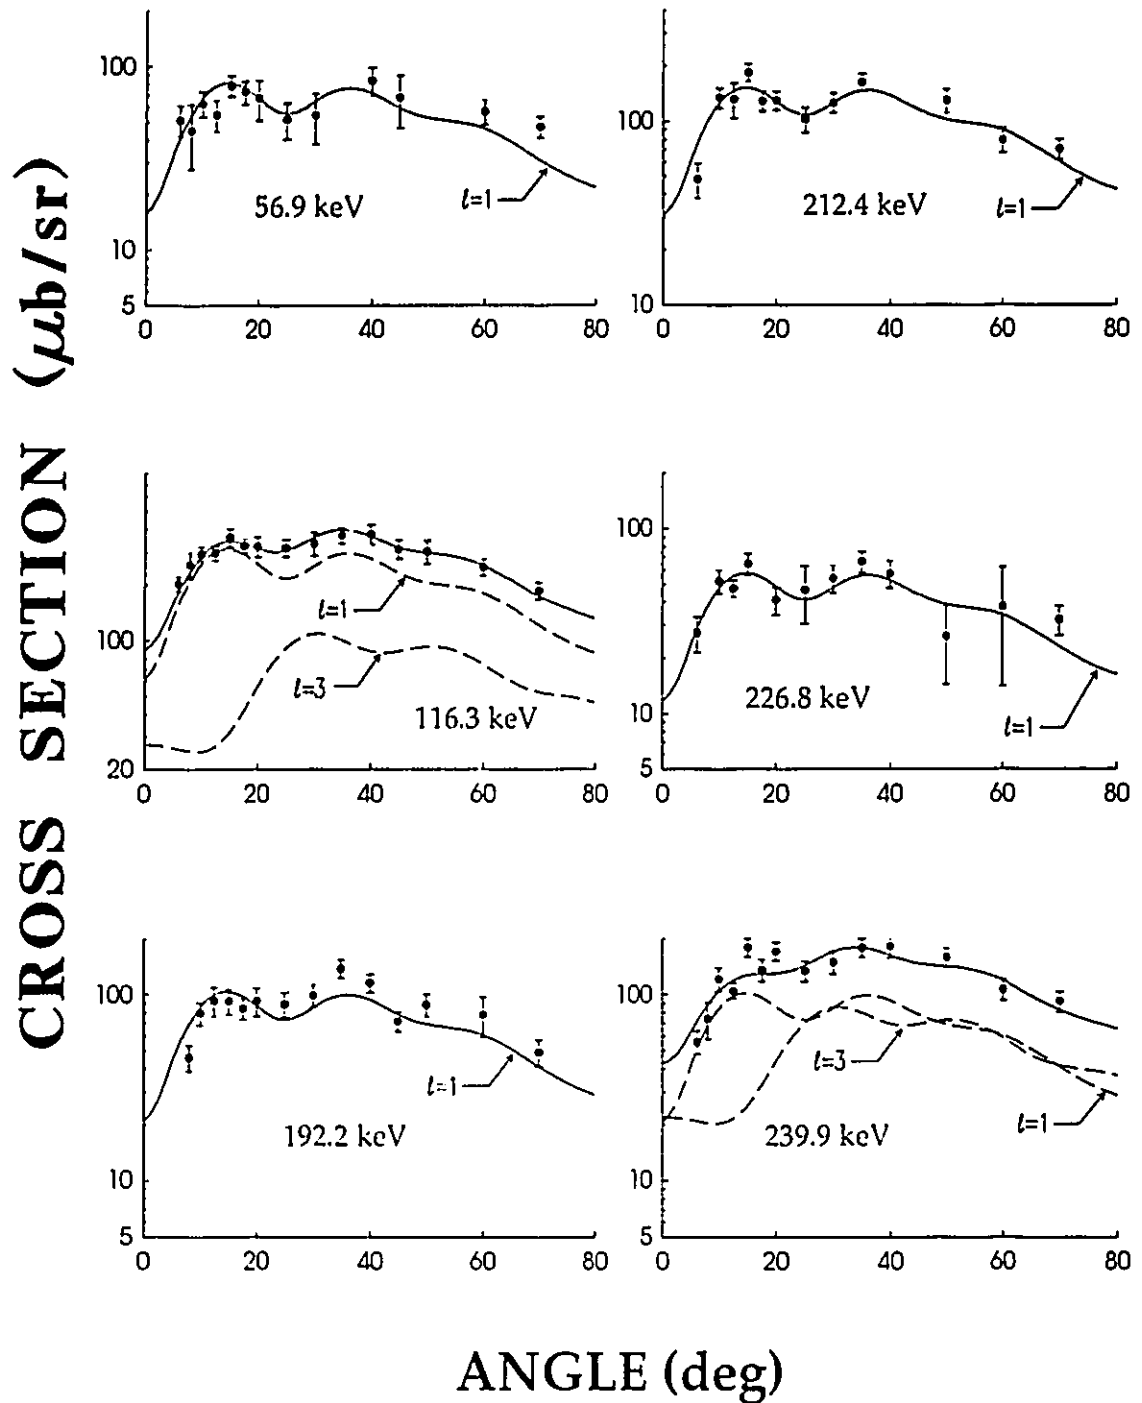 CROSS SECTION (μb/sr)
100
10
5
0 20 40 60 80
56.9 keV
ℓ=1
100
10
0 20 40 60 80
212.4 keV
ℓ=1
100
20
0 20 40 60 80
ℓ=1
ℓ=3
116.3 keV
100
10
5
0 20 40 60 80
226.8 keV
ℓ=1
100
10
5
0 20 40 60 80
192.2 keV
ℓ=1
100
10
5
0 20 40 60 80
ℓ=3
239.9 keV
ℓ=1
ANGLE (deg)